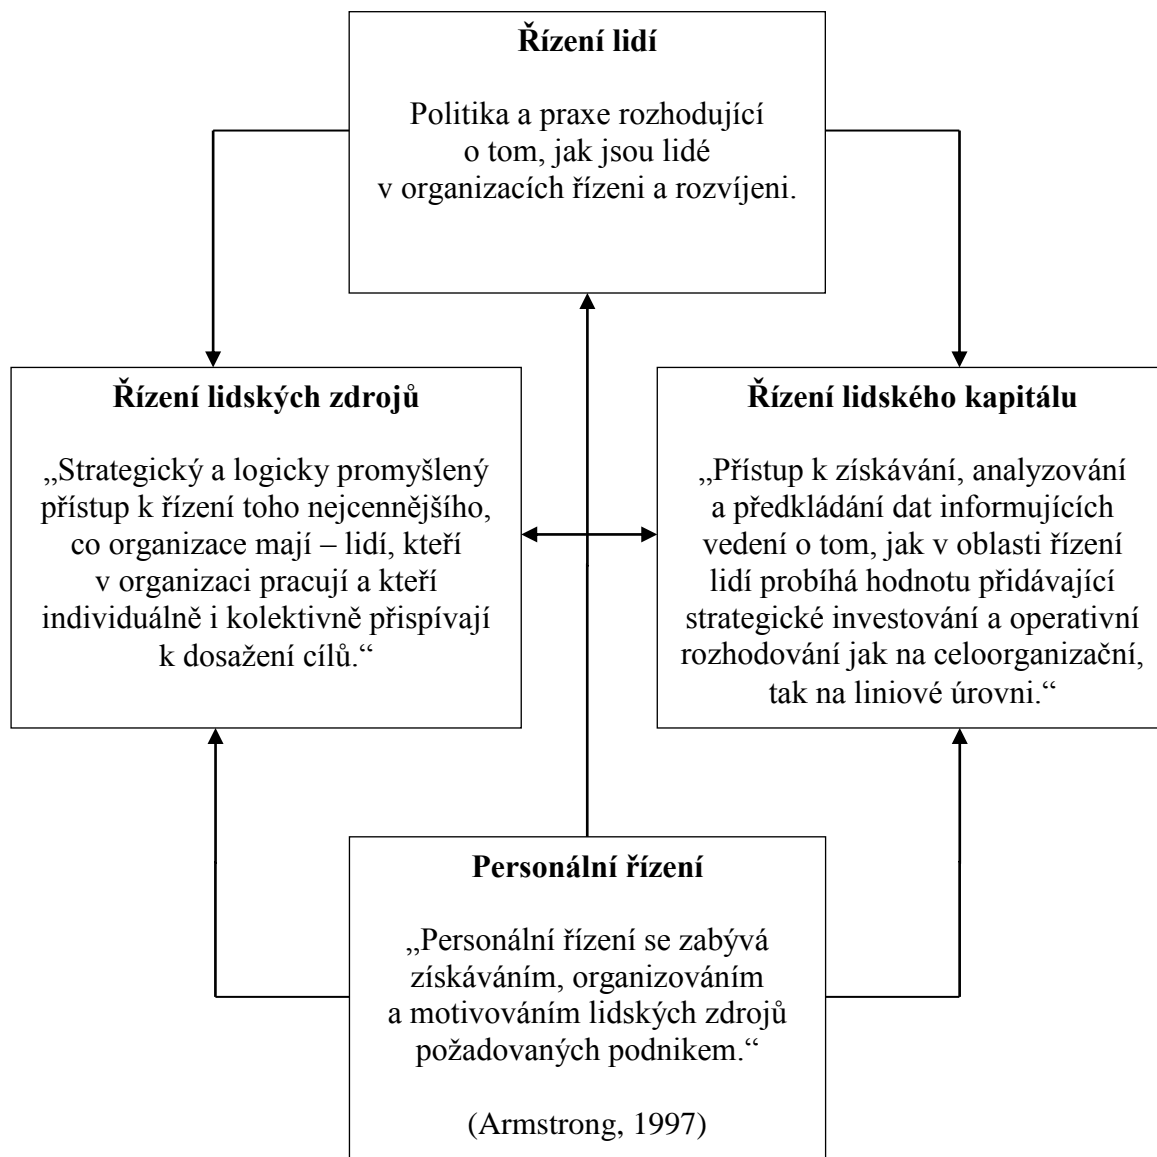 Řízení lidí
Politika a praxe rozhodující
o tom, jak jsou lidé
v organizacích řízeni a rozvíjeni.
Řízení lidských zdrojů
„Strategický a logicky promyšlený
přístup k řízení toho nejcennějšího,
co organizace mají – lidí, kteří
v organizaci pracují a kteří
individuálně i kolektivně přispívají
k dosažení cílů.“
Řízení lidského kapitálu
„Přístup k získávání, analyzování
a předkládání dat informujících
vedení o tom, jak v oblasti řízení
lidí probíhá hodnotu přidávající
strategické investování a operativní
rozhodování jak na celoorganizační,
tak na liniové úrovni.“
Personální řízení
„Personální řízení se zabývá
získáváním, organizováním
a motivováním lidských zdrojů
požadovaných podnikem.“
(Armstrong, 1997)